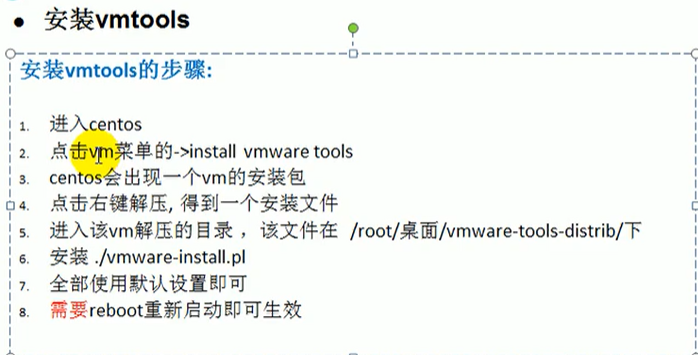 ● 安装vmtools
安装vmtools的步骤:
1. 进入centos
2. 点击vm菜单的->install vmware tools
3. centos会出现一个vm的安装包
4. 点击右键解压, 得到一个安装文件
5. 进入该vm解压的目录 ，该文件在 /root/桌面/vmware-tools-distrib/下
6. 安装 ./vmware-install.pl
7. 全部使用默认设置即可
8. 需要reboot重新启动即可生效